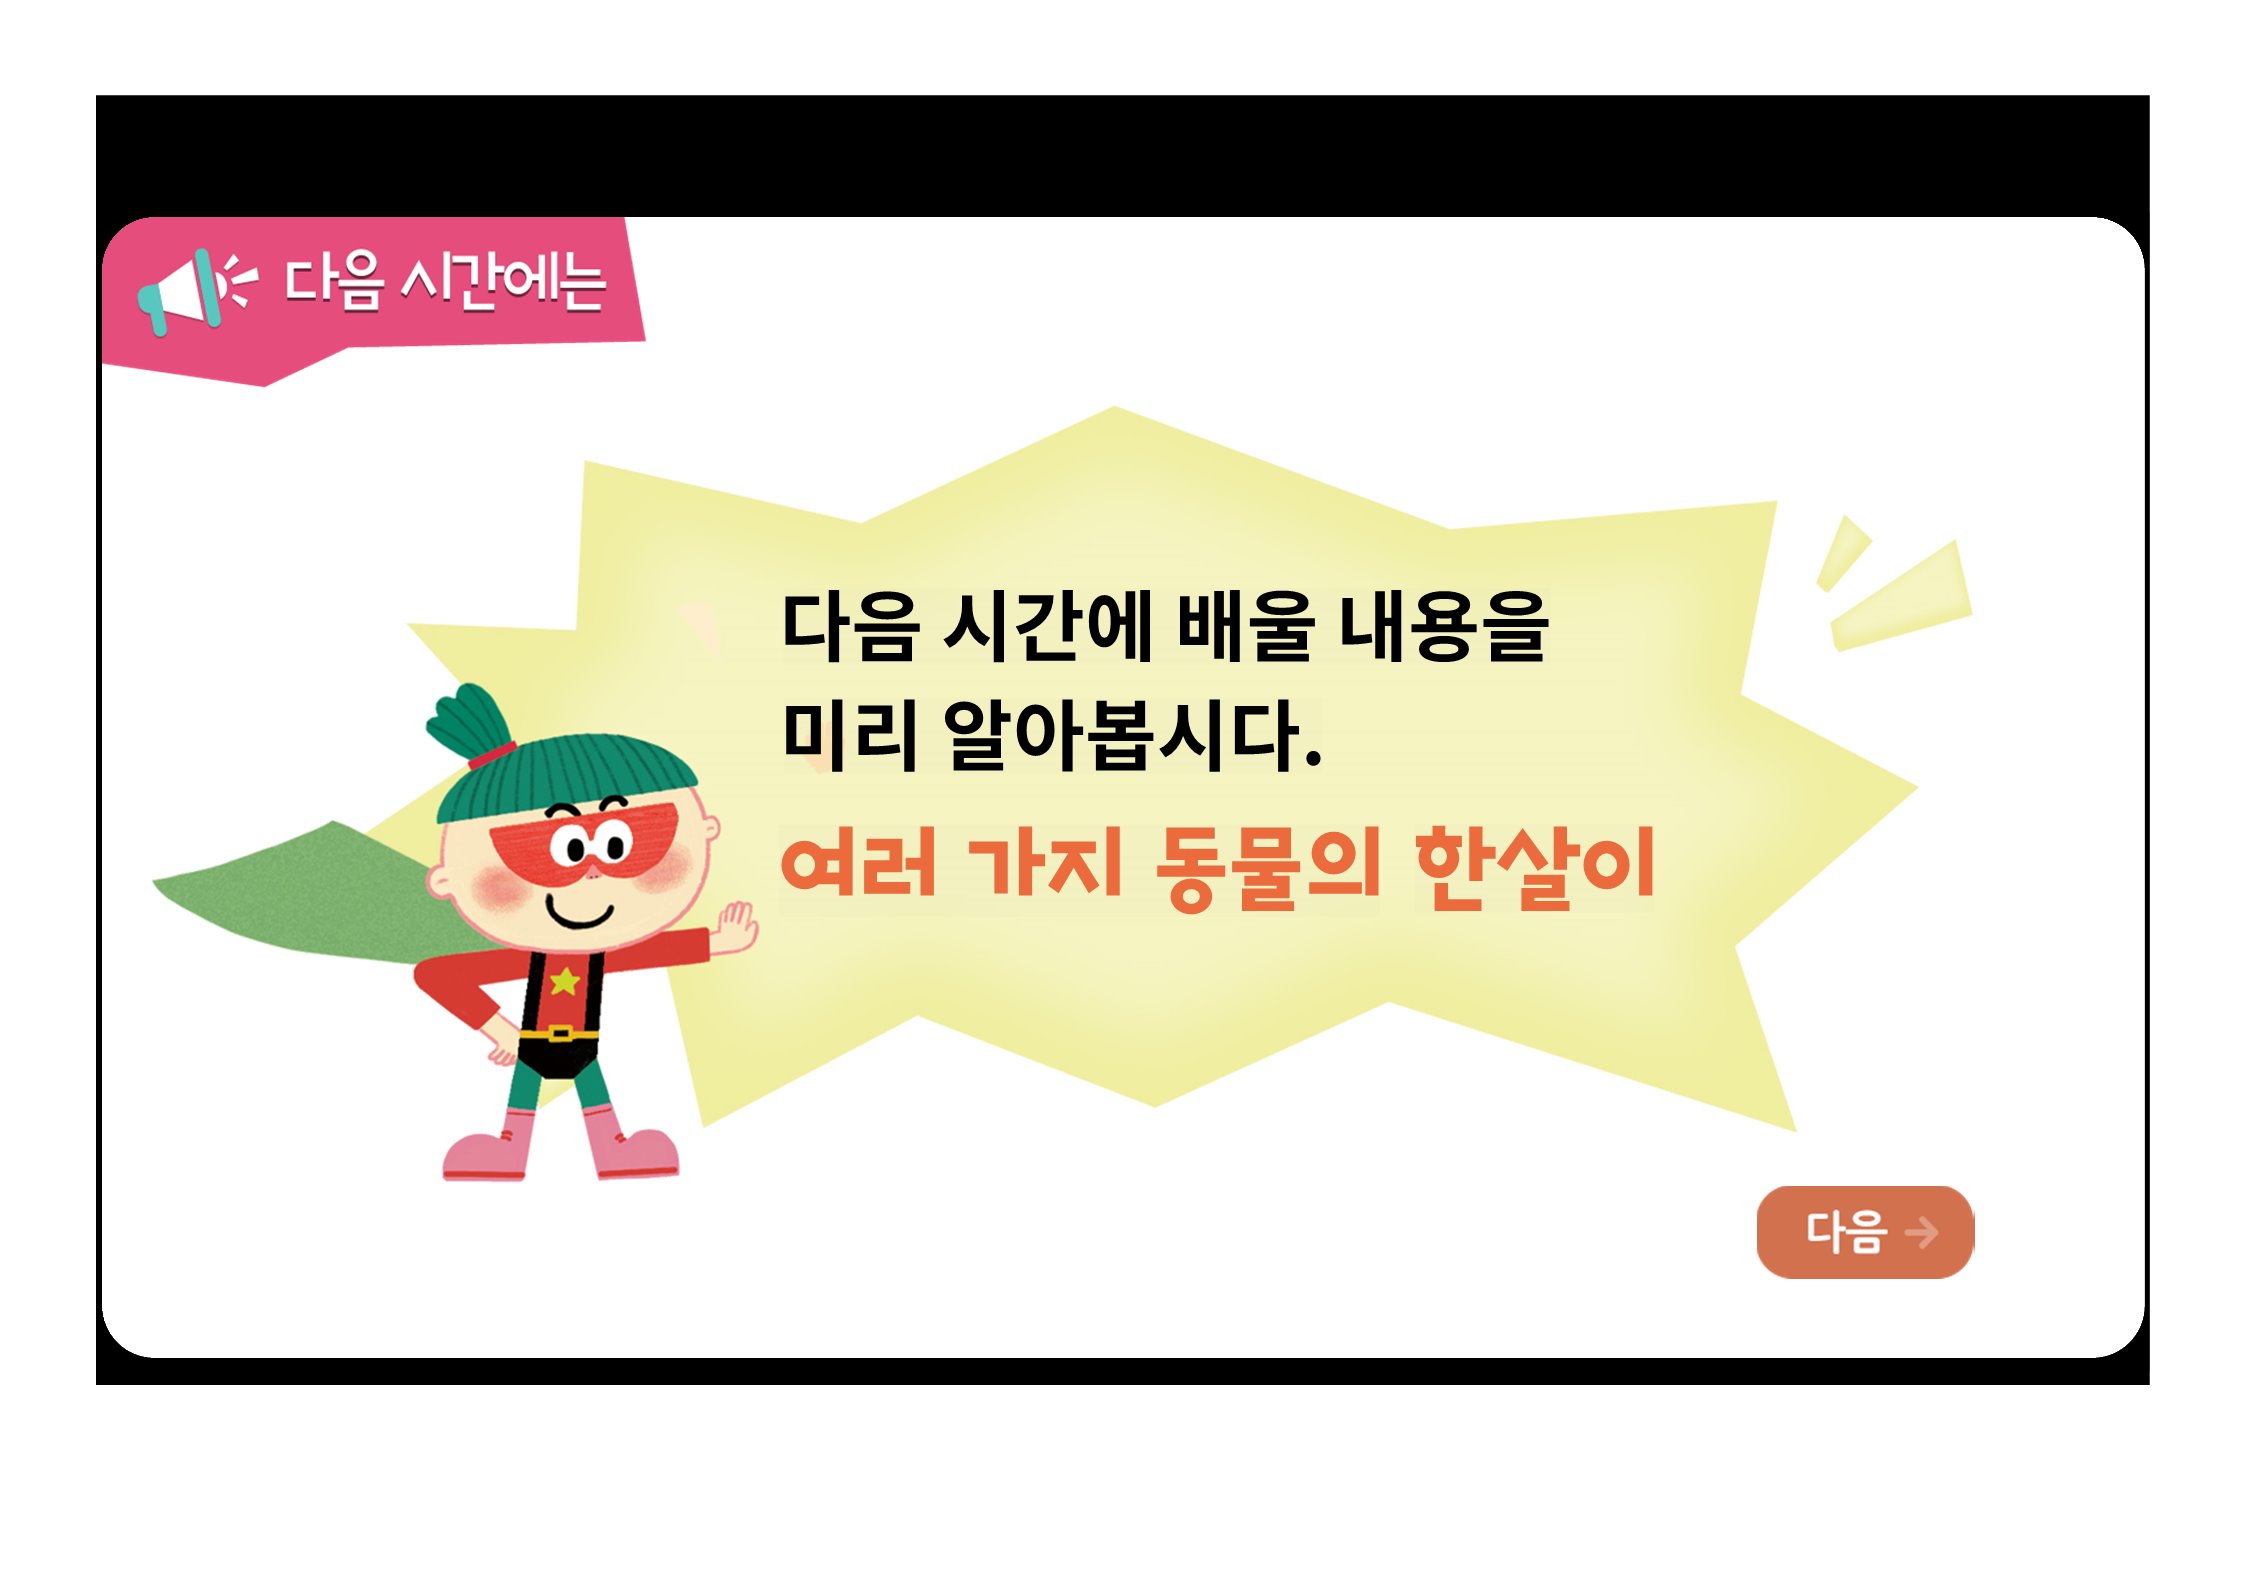 다음 시간에는
다음 시간에 배울 내용을
미리 알아봅시다.
여러 가지 동물의 한살이
다음 →